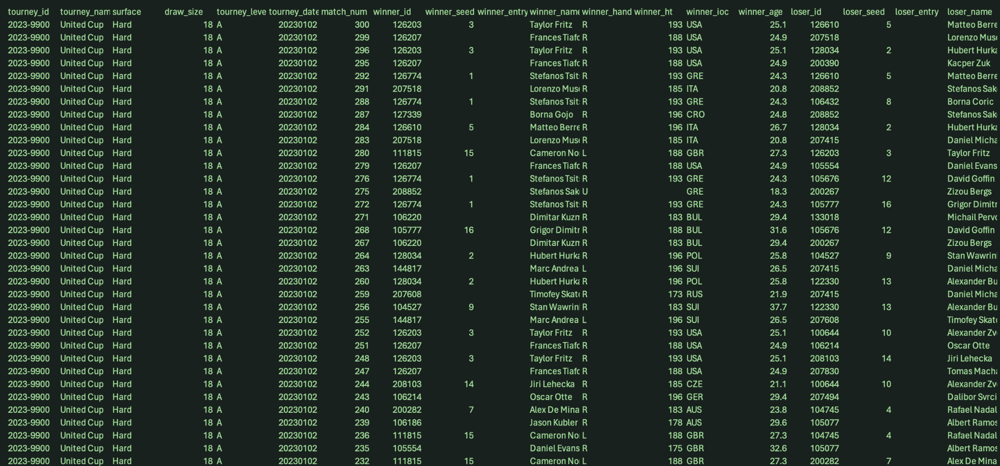 tourney_id tourney_nam surface draw_size tourney_leve tourney_date match_num winner_id winner_seed winner_entry winner_name winner_hand winner_ht winner_ioc winner_age loser_id loser_seed loser_entry loser_name
2023-9900 United Cup Hard 18 A 20230102 300 126203 3 Taylor Fritz R 193 USA 25.1 126610 5 Matteo Berre
2023-9900 United Cup Hard 18 A 20230102 299 126207 Frances Tiafo R 188 USA 24.9 207518 Lorenzo Muse
2023-9900 United Cup Hard 18 A 20230102 296 126203 3 Taylor Fritz R 193 USA 25.1 128034 2 Hubert Hurka
2023-9900 United Cup Hard 18 A 20230102 295 126207 Frances Tiafo R 188 USA 24.9 200390 Kacper Zuk
2023-9900 United Cup Hard 18 A 20230102 292 126774 1 Stefanos Tsits R 193 GRE 24.3 126610 5 Matteo Berre
2023-9900 United Cup Hard 18 A 20230102 291 207518 Lorenzo Muse R 185 ITA 20.8 208852 Stefanos Sak
2023-9900 United Cup Hard 18 A 20230102 288 126774 1 Stefanos Tsits R 193 GRE 24.3 106432 8 Borna Coric
2023-9900 United Cup Hard 18 A 20230102 287 127339 Borna Gojo R 196 CRO 24.8 208852 Stefanos Sak
2023-9900 United Cup Hard 18 A 20230102 284 126610 5 Matteo Berre R 196 ITA 26.7 128034 2 Hubert Hurka
2023-9900 United Cup Hard 18 A 20230102 283 207518 Lorenzo Muse R 185 ITA 20.8 207415 Daniel Micha
2023-9900 United Cup Hard 18 A 20230102 280 111815 15 Cameron Nor L 188 GBR 27.3 126203 3 Taylor Fritz
2023-9900 United Cup Hard 18 A 20230102 279 126207 Frances Tiafo R 188 USA 24.9 105554 Daniel Evans
2023-9900 United Cup Hard 18 A 20230102 276 126774 1 Stefanos Tsits R 193 GRE 24.3 105676 12 David Goffin
2023-9900 United Cup Hard 18 A 20230102 275 208852 Stefanos Sak U GRE 18.3 200267 Zizou Bergs
2023-9900 United Cup Hard 18 A 20230102 272 126774 1 Stefanos Tsits R 193 GRE 24.3 105777 16 Grigor Dimitr
2023-9900 United Cup Hard 18 A 20230102 271 106220 Dimitar Kuzm R 183 BUL 29.4 133018 Michail Pervo
2023-9900 United Cup Hard 18 A 20230102 268 105777 16 Grigor Dimitr R 188 BUL 31.6 105676 12 David Goffin
2023-9900 United Cup Hard 18 A 20230102 267 106220 Dimitar Kuzm R 183 BUL 29.4 200267 Zizou Bergs
2023-9900 United Cup Hard 18 A 20230102 264 128034 2 Hubert Hurka R 196 POL 25.8 104527 9 Stan Wawrin
2023-9900 United Cup Hard 18 A 20230102 263 144817 Marc Andrea L 196 SUI 26.5 207415 Daniel Micha
2023-9900 United Cup Hard 18 A 20230102 260 128034 2 Hubert Hurka R 196 POL 25.8 122330 13 Alexander Bu
2023-9900 United Cup Hard 18 A 20230102 259 207608 Timofey Skato R 173 RUS 21.9 207415 Daniel Micha
2023-9900 United Cup Hard 18 A 20230102 256 104527 9 Stan Wawrin R 183 SUI 37.7 122330 13 Alexander Bu
2023-9900 United Cup Hard 18 A 20230102 255 144817 Marc Andrea L 196 SUI 26.5 207608 Timofey Skato
2023-9900 United Cup Hard 18 A 20230102 252 126203 3 Taylor Fritz R 193 USA 25.1 100644 10 Alexander Zve
2023-9900 United Cup Hard 18 A 20230102 251 126207 Frances Tiafo R 188 USA 24.9 106214 Oscar Otte
2023-9900 United Cup Hard 18 A 20230102 248 126203 3 Taylor Fritz R 193 USA 25.1 208103 14 Jiri Lehecka
2023-9900 United Cup Hard 18 A 20230102 247 126207 Frances Tiafo R 188 USA 24.9 207830 Tomas Macha
2023-9900 United Cup Hard 18 A 20230102 244 208103 14 Jiri Lehecka R 185 CZE 21.1 100644 10 Alexander Zve
2023-9900 United Cup Hard 18 A 20230102 243 106214 Oscar Otte R 196 GER 29.4 207494 Dalibor Svrci
2023-9900 United Cup Hard 18 A 20230102 240 200282 7 Alex De Mina R 183 AUS 23.8 104745 4 Rafael Nadal
2023-9900 United Cup Hard 18 A 20230102 239 106186 Jason Kubler R 178 AUS 29.6 105077 Albert Ramos
2023-9900 United Cup Hard 18 A 20230102 236 111815 15 Cameron Nor L 188 GBR 27.3 104745 4 Rafael Nadal
2023-9900 United Cup Hard 18 A 20230102 235 105554 Daniel Evans R 175 GBR 32.6 105077 Albert Ramos
2023-9900 United Cup Hard 18 A 20230102 232 111815 15 Cameron Nor L 188 GBR 27.3 200282 7 Alex De Mina